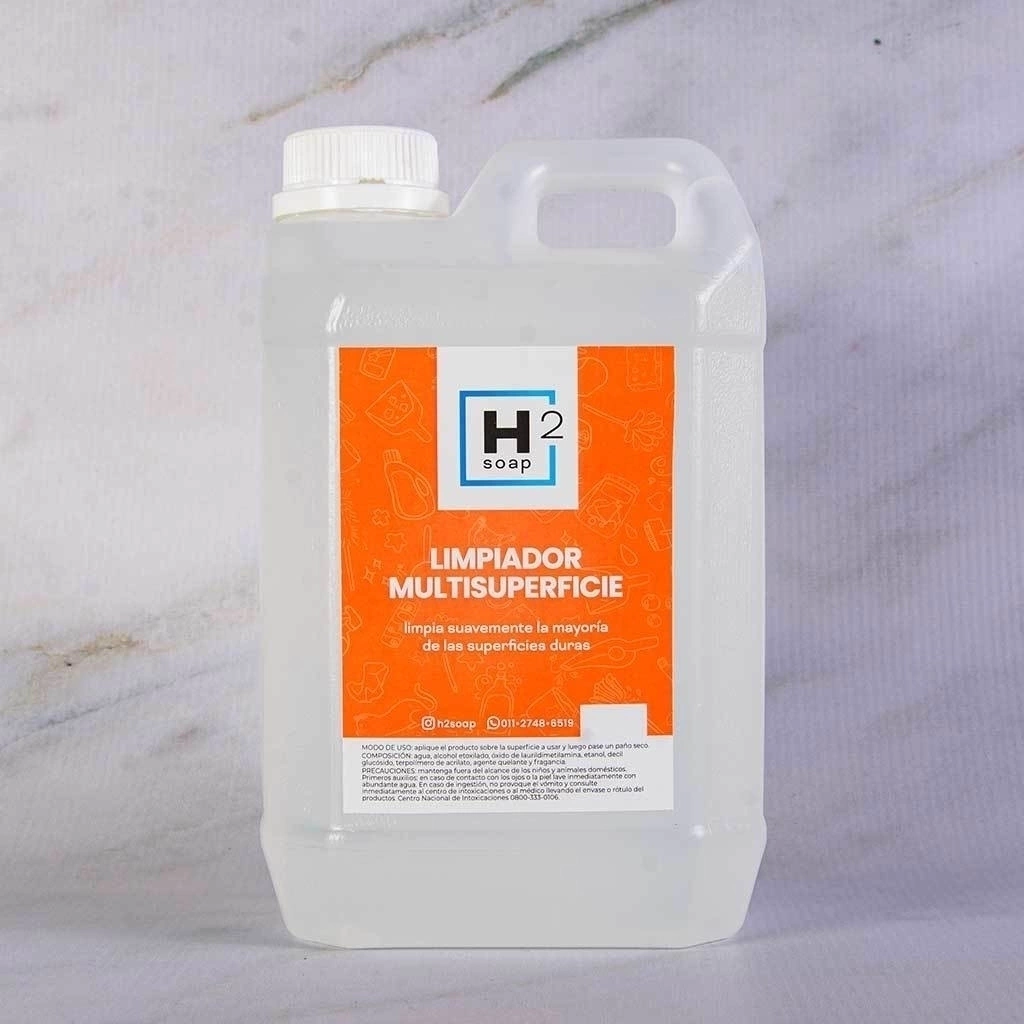 H2
soap
LIMPIADOR
MULTISUPERFICIE
limpia suavemente la mayoría
de las superficies duras
h2soap 011-2748-8519
MODO DE USO: aplique el producto sobre la superficie a usar y luego pase un paño seco.
COMPOSICIÓN: agua, alcohol etoxilado, óxido de laurildimetilamina, etanol, decil
glucósido, terpolímero de acrilato, agente quelante y fragancia.
PRECAUCIONES: mantenga fuera del alcance de los niños y animales domésticos.
Primeros auxilios: en caso de contacto con los ojos o la piel lave inmediatamente con
abundante agua. En caso de ingestión, no provoque el vómito y consulte
inmediatamente al centro de intoxicaciones o al médico llevando el envase o rótulo del
productos. Centro Nacional de Intoxicaciones 0800-333-0106.